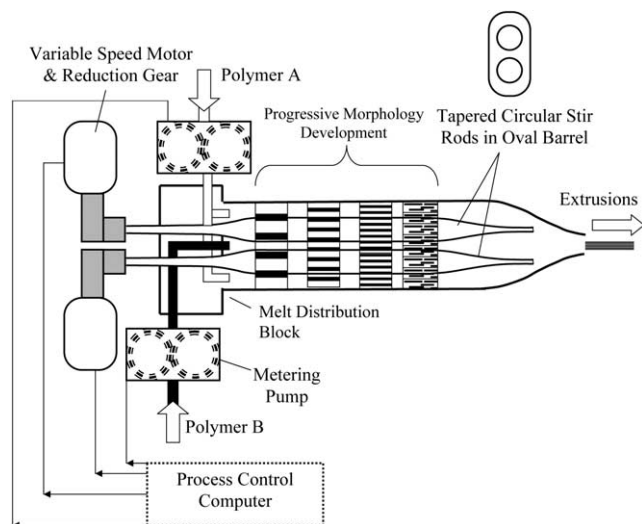 Variable Speed Motor
& Reduction Gear
Polymer A
Progressive Morphology
Development
Tapered Circular Stir
Rods in Oval Barrel
Extrusions
Melt Distribution
Block
Metering
Pump
Polymer B
Process Control
Computer